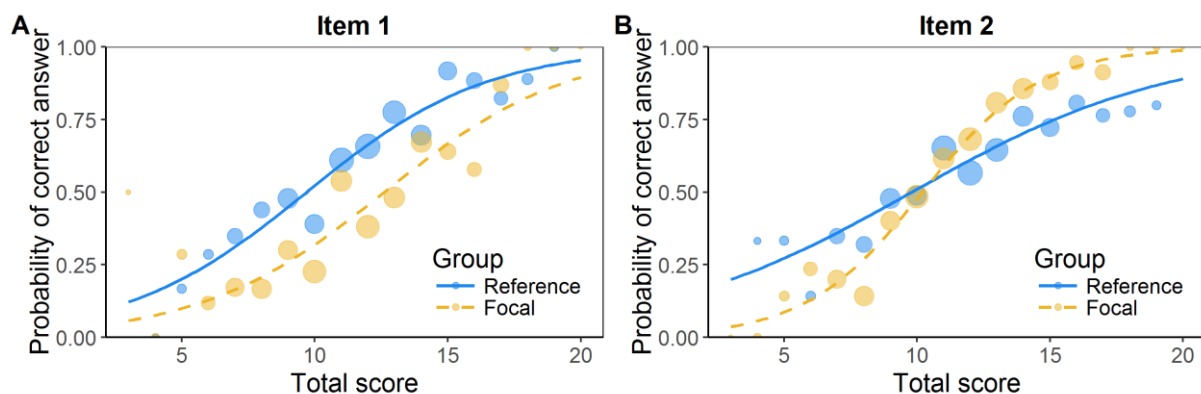 A
Item 1
Probability of correct answer
1.00
0.75
0.50
0.25
0.00
Group
Reference
Focal
5
10
15
20
Total score
B
Item 2
Probability of correct answer
1.00
0.75
0.50
0.25
0.00
Group
Reference
Focal
5
10
15
20
Total score